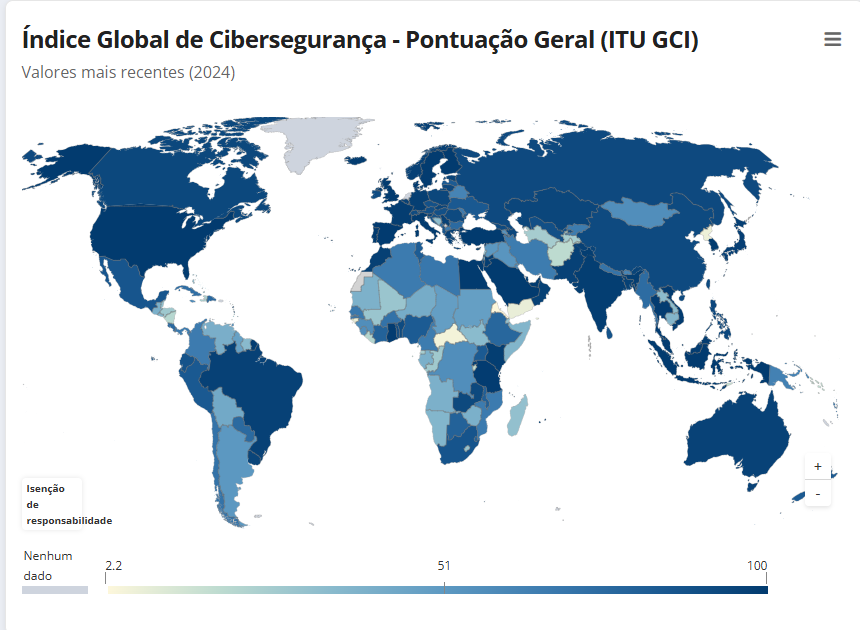 Índice Global de Cibersegurança - Pontuação Geral (ITU GCI)
Valores mais recentes (2024)
+
-
Isenção
de
responsabilidade
Nenhum
dado
2.2
51
100